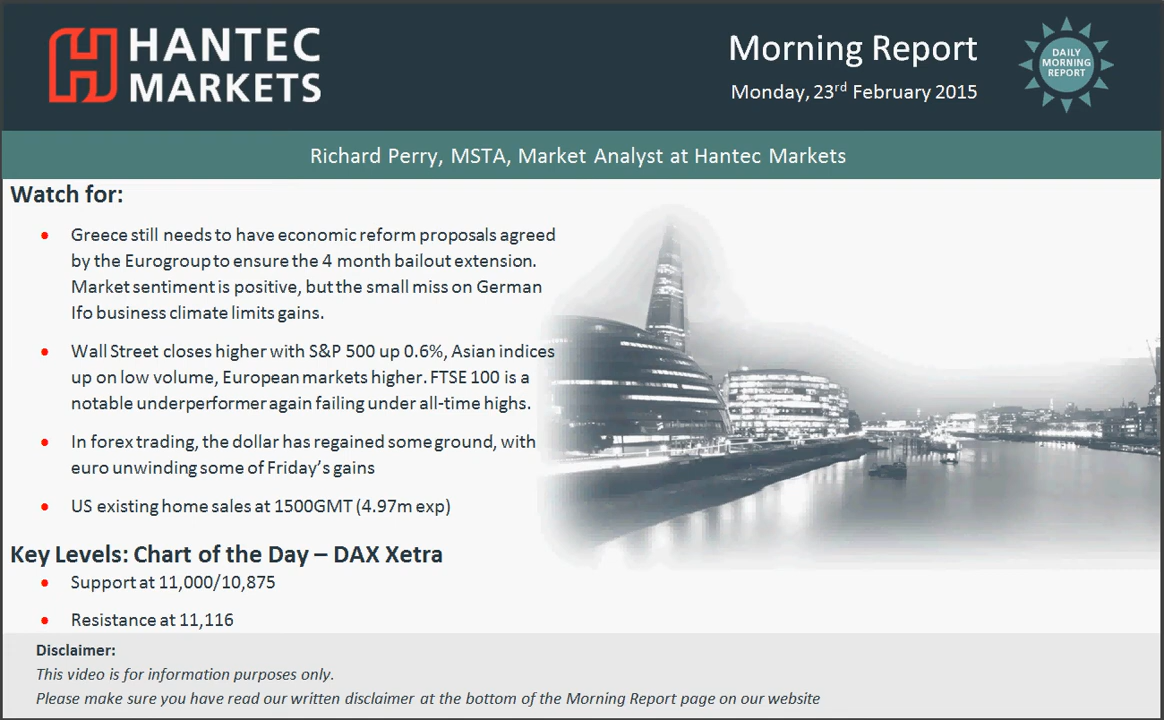 HANTEC
MARKETS
Morning Report
Monday, 23rd February 2015
DAILY
MORNING
REPORT
Richard Perry, MSTA, Market Analyst at Hantec Markets
Watch for:
• Greece still needs to have economic reform proposals agreed
by the Eurogroup to ensure the 4 month bailout extension.
Market sentiment is positive, but the small miss on German
Ifo business climate limits gains.
• Wall Street closes higher with S&P 500 up 0.6%, Asian indices
up on low volume, European markets higher. FTSE 100 is a
notable underperformer again failing under all-time highs.
• In forex trading, the dollar has regained some ground, with
euro unwinding some of Friday's gains
• US existing home sales at 1500GMT (4.97m exp)
Key Levels: Chart of the Day – DAX Xetra
• Support at 11,000/10,875
• Resistance at 11,116
Disclaimer:
This video is for information purposes only.
Please make sure you have read our written disclaimer at the bottom of the Morning Report page on our website